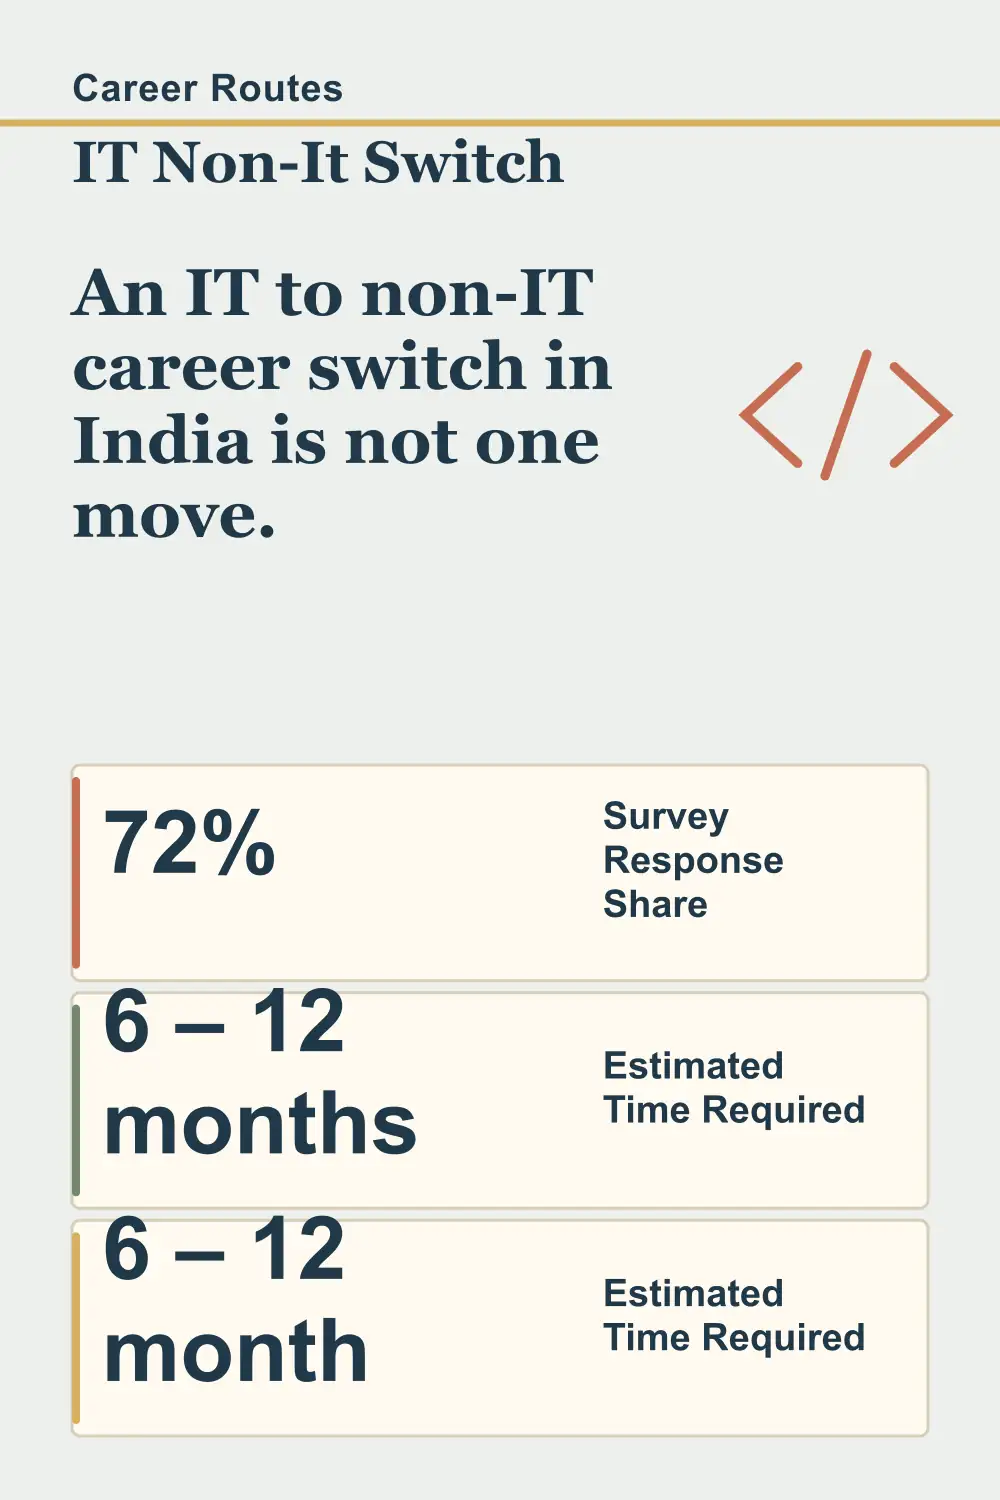 Career Routes
IT Non-It Switch
An IT to non-IT
career switch in
India is not one
move.
72%
Survey
Response
Share
6 – 12
months
Estimated
Time Required
6 – 12
month
Estimated
Time Required